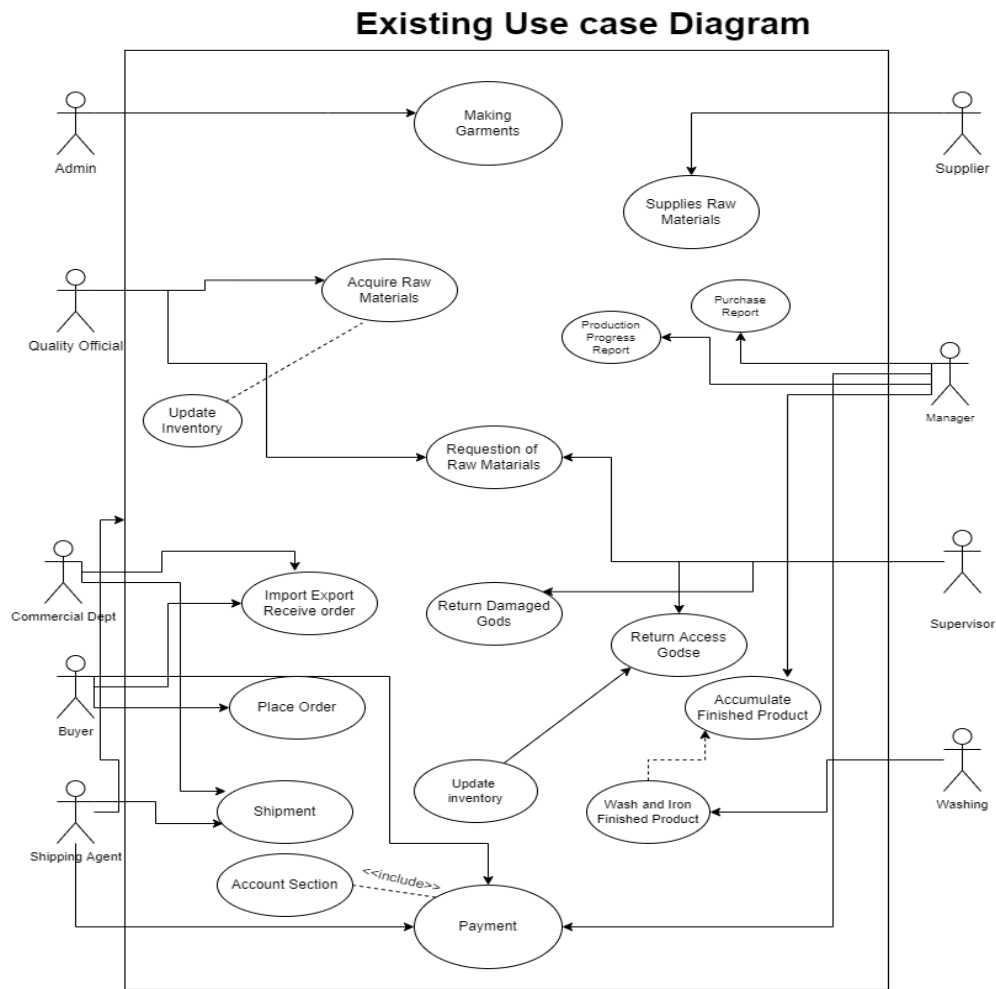 Existing Use case Diagram
Making
Garments
Admin
Supplier
Supplies Raw
Materials
Acquire Raw
Materials
Quality Official
Purchase
Report
Production
Progress
Report
Manager
Update
Inventory
Requestion of
Raw Matarials
Commercial Dept
Import Export
Receive order
Return Damaged
Gods
Return Access
Godse
Supervisor
Buyer
Place Order
Accumulate
Finished Product
Update
inventory
Wash and Iron
Finished Product
Washing
Shipment
Shipping Agent
Account Section
<<include>>
Payment